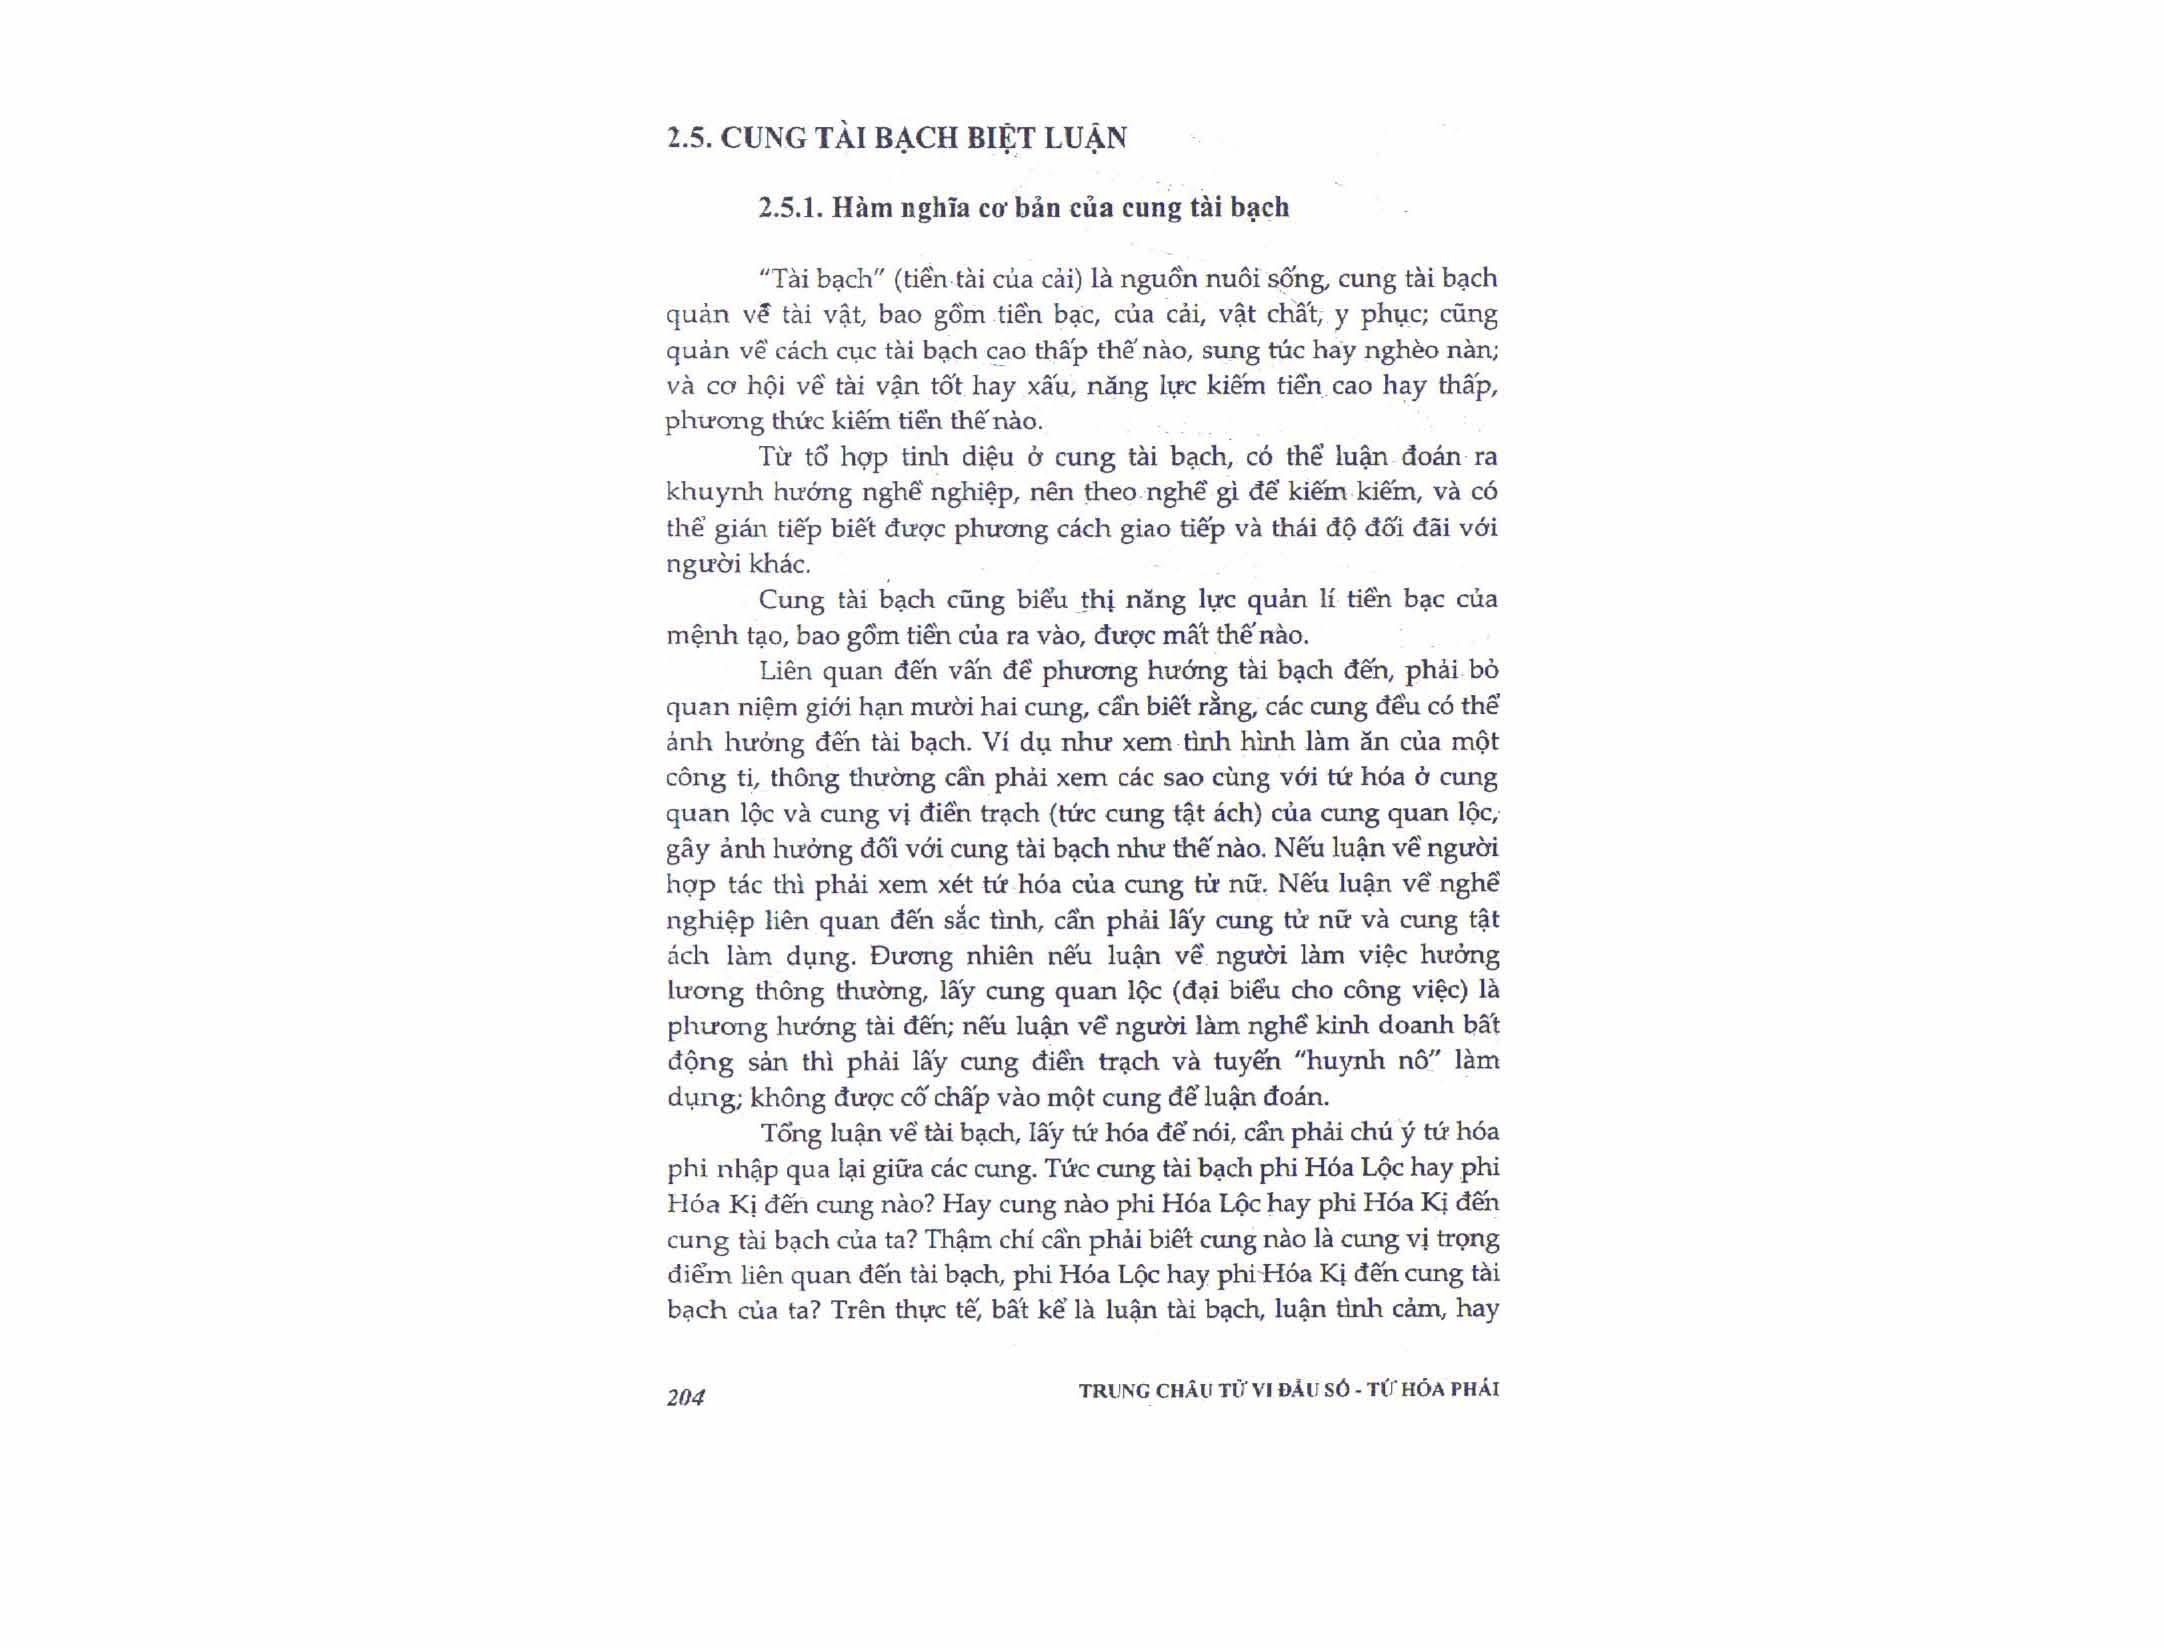 2.5. CUNG TÀI BẠCH BIỆT LUẬN
2.5.1. Hàm nghĩa cơ bản của cung tài bạch
“Tài bạch” (tiền tài của cải) là nguồn nuôi sống, cung tài bạch
quản về tài vật, bao gồm tiền bạc, của cải, vật chất, y phục; cũng
quản về cách cục tài bạch cao thấp thế nào, sung túc hay nghèo nàn;
và cơ hội về tài vận tốt hay xấu, năng lực kiếm tiền cao hay thấp,
phương thức kiếm tiền thế nào.
Từ tổ hợp tinh diệu ở cung tài bạch, có thể luận đoán ra
khuynh hướng nghề nghiệp, nên theo nghề gì để kiếm kiếm, và có
thể gián tiếp biết được phương cách giao tiếp và thái độ đối đãi với
người khác.
Cung tài bạch cũng biểu thị năng lực quản lí tiền bạc của
mệnh tạo, bao gồm tiền của ra vào, được mất thế nào.
Liên quan đến vấn đề phương hướng tài bạch đến, phải bỏ
quan niệm giới hạn mười hai cung, cần biết rằng, các cung đều có thể
ảnh hưởng đến tài bạch. Ví dụ như xem tình hình làm ăn của một
công ti, thông thường cần phải xem các sao cùng với tứ hóa ở cung
quan lộc và cung vị điền trạch (tức cung tật ách) của cung quan lộc,
gây ảnh hưởng đối với cung tài bạch như thế nào. Nếu luận về người
hợp tác thì phải xem xét tứ hóa của cung tử nữ. Nếu luận về nghề
nghiệp liên quan đến sắc tình, cần phải lấy cung tử nữ và cung tật
ách làm dụng. Đương nhiên nếu luận về người làm việc hưởng
lương thông thường, lấy cung quan lộc (đại biểu cho công việc) là
phương hướng tài đến; nếu luận về người làm nghề kinh doanh bất
động sản thì phải lấy cung điền trạch và tuyến “huynh nô” làm
dụng; không được cố chấp vào một cung để luận đoán.
Tổng luận về tài bạch, lấy tứ hóa để nói, cần phải chú ý tứ hóa
phi nhập qua lại giữa các cung. Tức cung tài bạch phi Hóa Lộc hay phi
Hóa Kị đến cung nào? Hay cung nào phi Hóa Lộc hay phi Hóa Kị đến
cung tài bạch của ta? Thậm chí cần phải biết cung nào là cung vị trọng
điểm liên quan đến tài bạch, phi Hóa Lộc hay phi Hóa Kị đến cung tài
bạch của ta? Trên thực tế, bất kể là luận tài bạch, luận tình cảm, hay
204
TRUNG CHÂU TỬ VI ĐẨU SỐ - TỨ HÓA PHÁI